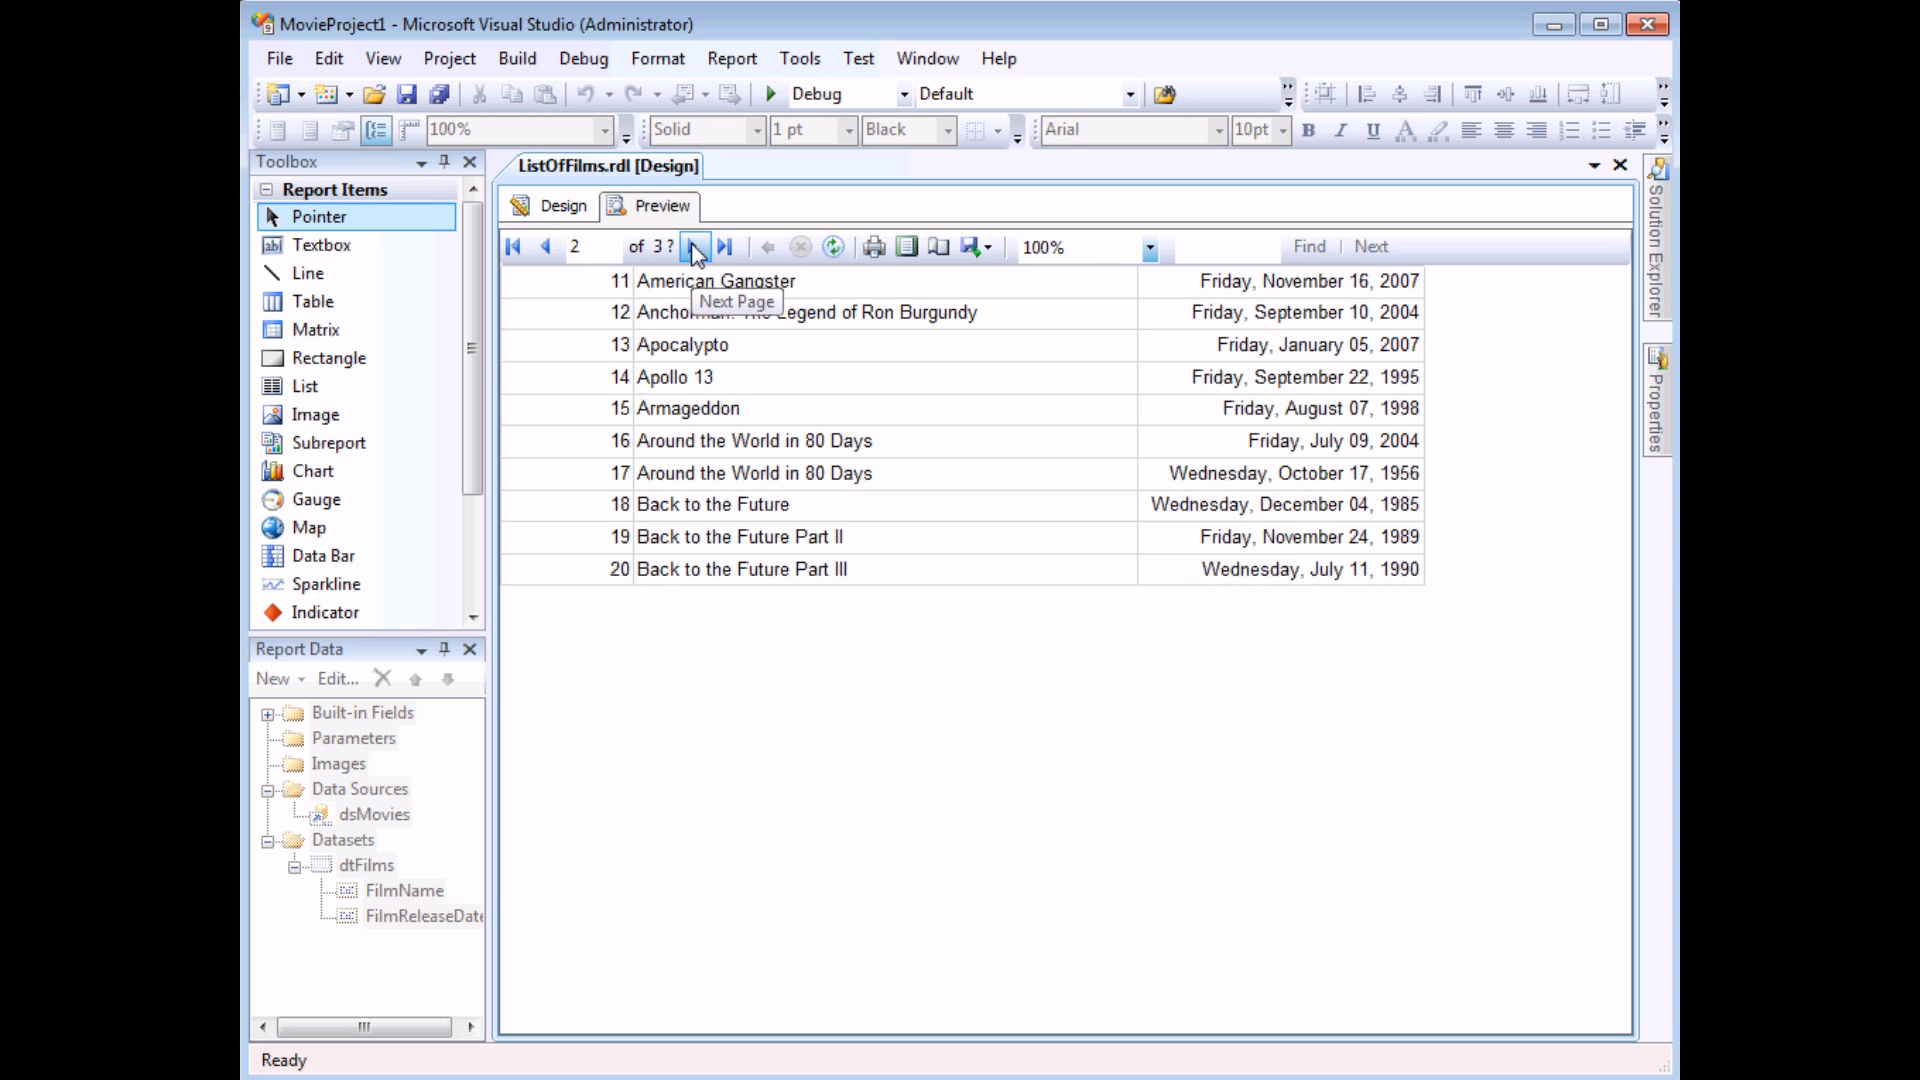 MovieProject1 - Microsoft Visual Studio (Administrator)
File Edit View Project Build Debug Format Report Tools Test Window Help
Debug Default
100% Solid 1 pt Black Arial 10pt B I U A
Toolbox
ListOfFilms.rdl [Design]
Report Items
Pointer
Textbox
Line
Table
Matrix
Rectangle
List
Image
Subreport
Chart
Gauge
Map
Data Bar
Sparkline
Indicator
Design Preview
2 of 3 ? 100% Find Next
Next Page
11 American Gangster Friday, November 16, 2007
12 Legend of Ron Burgundy Friday, September 10, 2004
13 Apocalypto Friday, January 05, 2007
14 Apollo 13 Friday, September 22, 1995
15 Armageddon Friday, August 07, 1998
16 Around the World in 80 Days Friday, July 09, 2004
17 Around the World in 80 Days Wednesday, October 17, 1956
18 Back to the Future Wednesday, December 04, 1985
19 Back to the Future Part II Friday, November 24, 1989
20 Back to the Future Part III Wednesday, July 11, 1990
Solution Explorer
Properties
Report Data
New Edit...
Built-in Fields
Parameters
Images
Data Sources
dsMovies
Datasets
dtFilms
FilmName
FilmReleaseDate
Ready